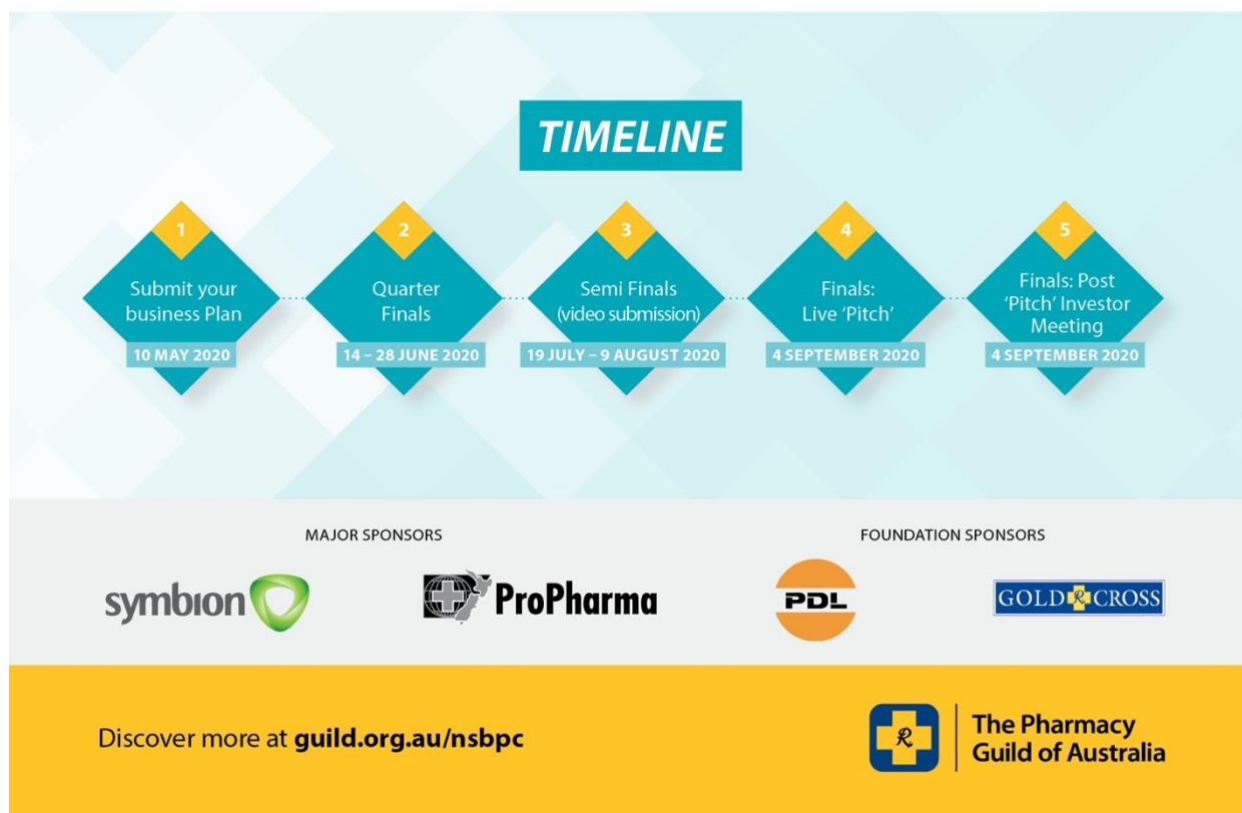 TIMELINE
1
Submit your
business Plan
10 MAY 2020
2
Quarter
Finals
14 – 28 JUNE 2020
3
Semi Finals
(video submission)
19 JULY – 9 AUGUST 2020
4
Finals:
Live ‘Pitch’
4 SEPTEMBER 2020
5
Finals: Post
‘Pitch’ Investor
Meeting
4 SEPTEMBER 2020
MAJOR SPONSORS
symbion
ProPharma
FOUNDATION SPONSORS
PDL
GOLD CROSS
Discover more at guild.org.au/nsbpc
The Pharmacy
Guild of Australia